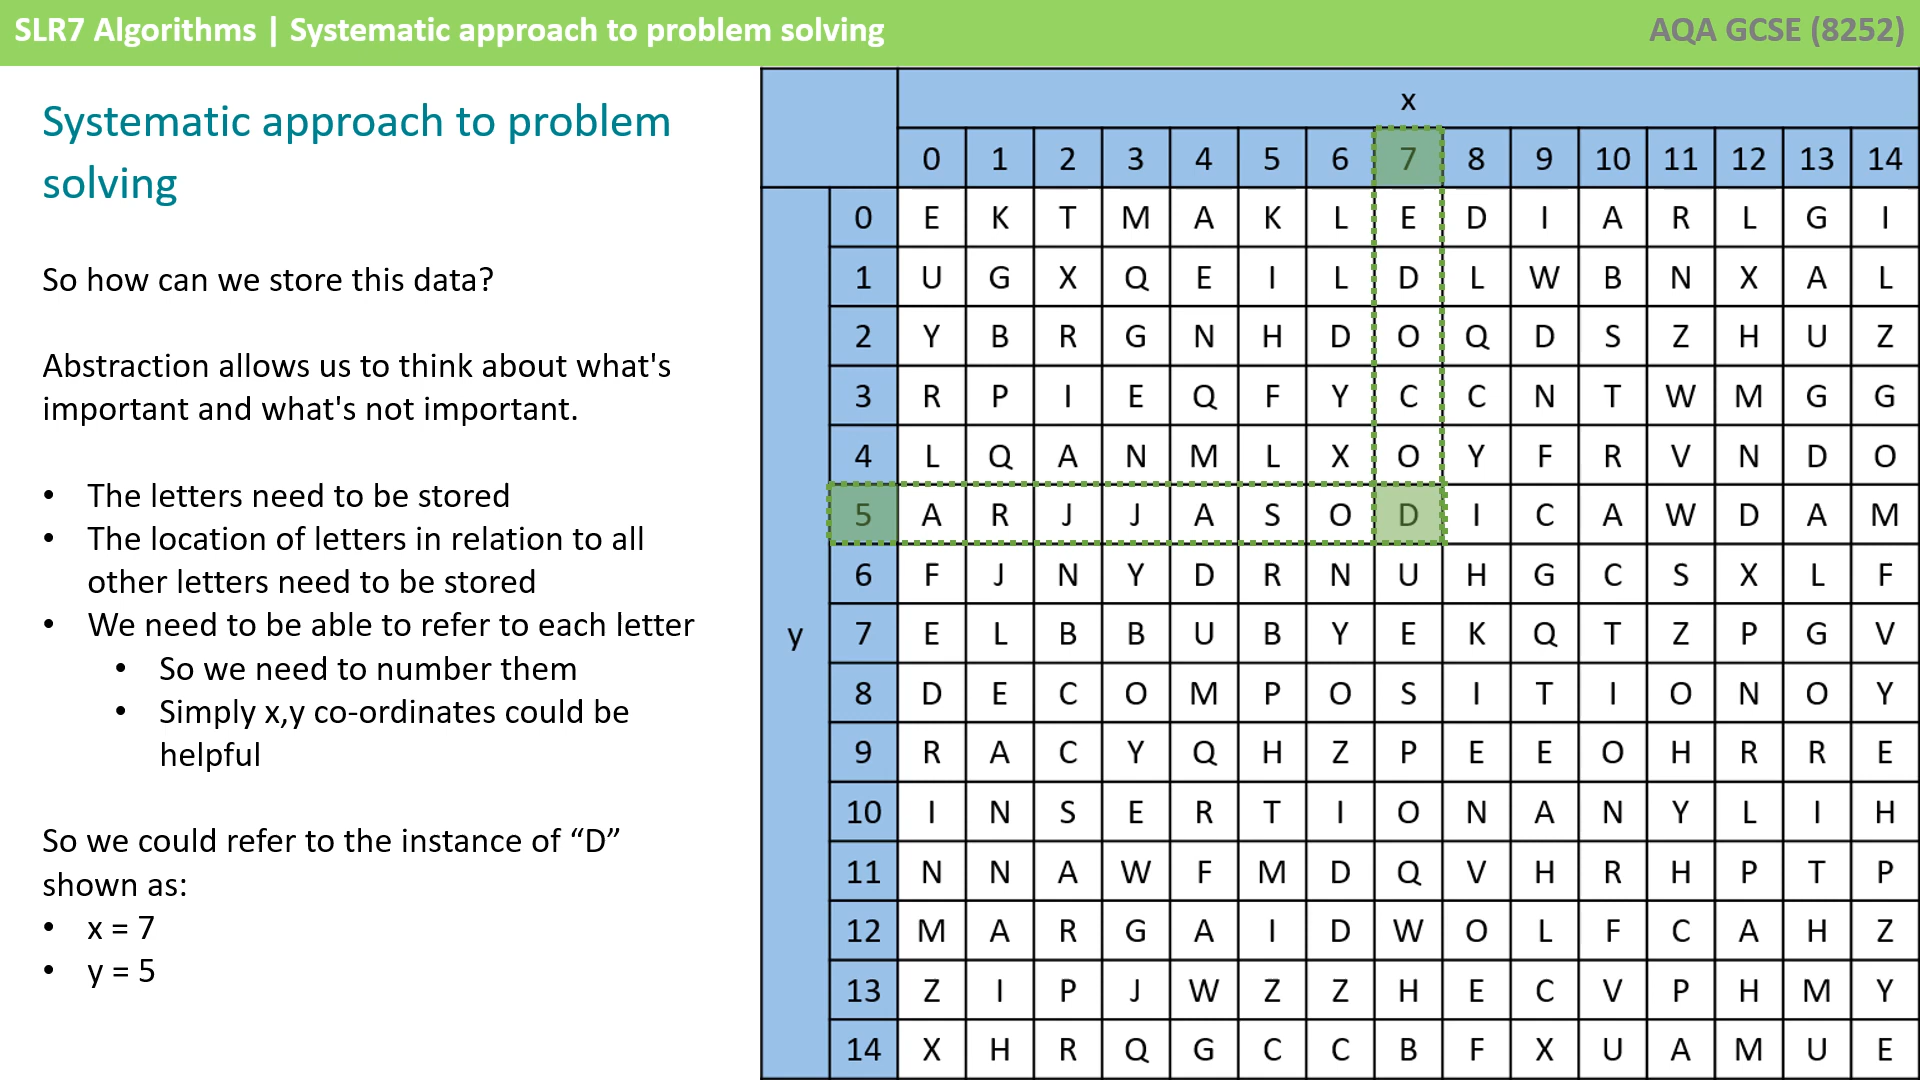 SLR7 Algorithms | Systematic approach to problem solving
AQA GCSE (8252)
Systematic approach to problem
solving
So how can we store this data?
Abstraction allows us to think about what's
important and what's not important.
• The letters need to be stored
• The location of letters in relation to all
other letters need to be stored
• We need to be able to refer to each letter
• So we need to number them
• Simply x,y co-ordinates could be
helpful
So we could refer to the instance of “D”
shown as:
• x = 7
• y = 5
x
0 1 2 3 4 5 6 7 8 9 10 11 12 13 14
y
0 E K T M A K L E D I A R L G I
1 U G X Q E I L D L W B N X A L
2 Y B R G N H D O Q D S Z H U Z
3 R P I E Q F Y C C N T W M G G
4 L Q A N M L X O Y F R V N D O
5 A R J J A S O D I C A W D A M
6 F J N Y D R N U H G C S X L F
7 E L B B U B Y E K Q T Z P G V
8 D E C O M P O S I T I O N O Y
9 R A C Y Q H Z P E E O H R R E
10 I N S E R T I O N A N Y L I H
11 N N A W F M D Q V H R H P T P
12 M A R G A I D W O L F C A H Z
13 Z I P J W Z Z H E C V P H M Y
14 X H R Q G C C B F X U A M U E